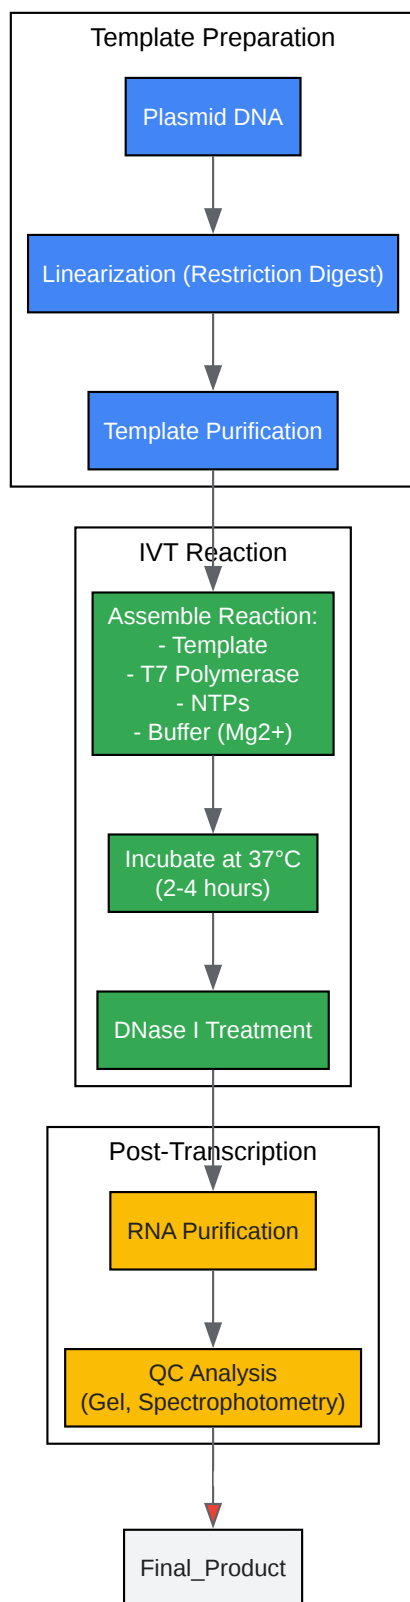 Template Preparation
Plasmid DNA
Linearization (Restriction Digest)
Template Purification
IVT Reaction
Assemble Reaction:
- Template
- T7 Polymerase
- NTPs
- Buffer (Mg2+)
Incubate at 37°C
(2-4 hours)
DNase I Treatment
Post-Transcription
RNA Purification
QC Analysis
(Gel, Spectrophotometry)
Final_Product